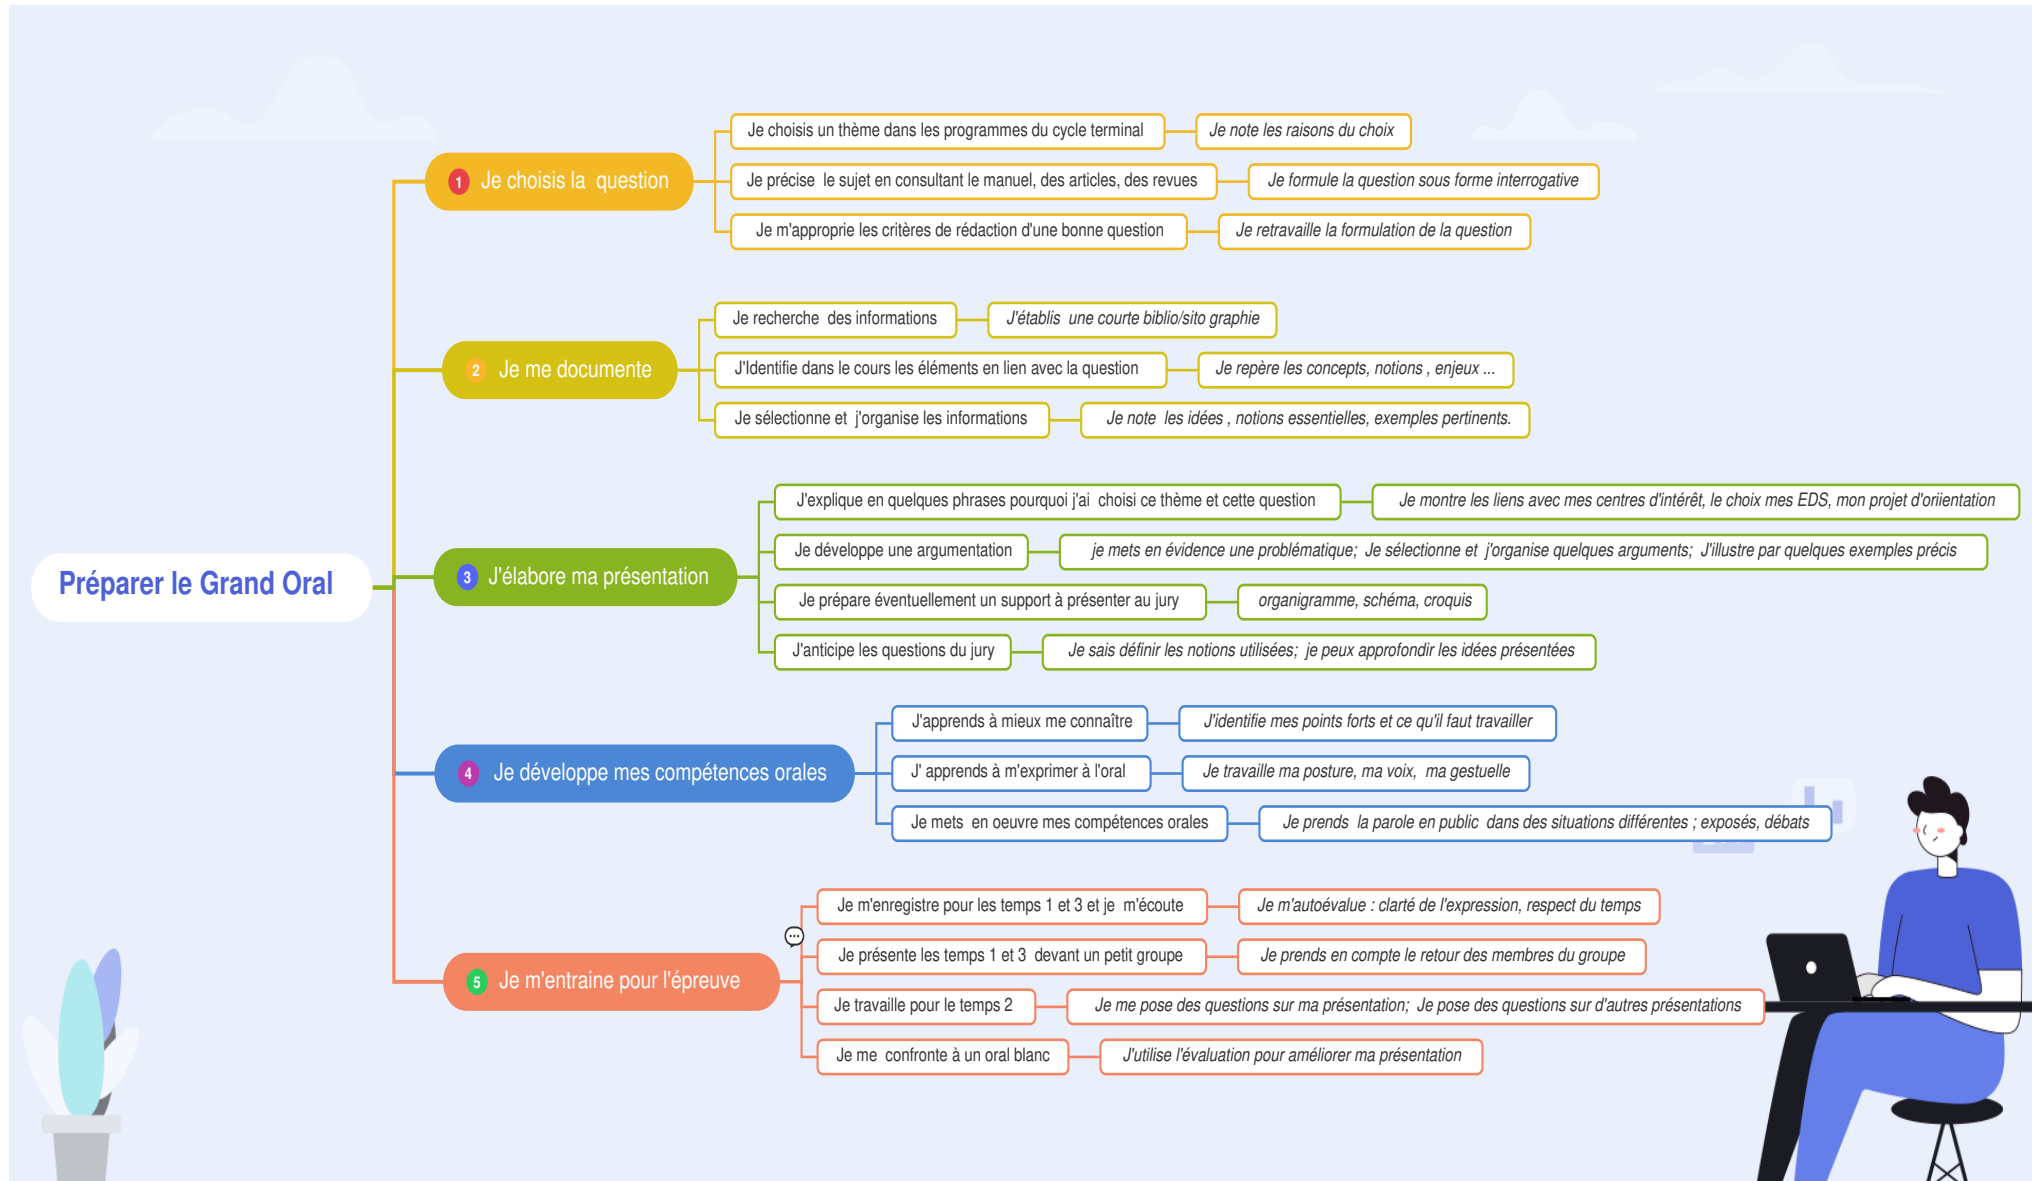 Préparer le Grand Oral
1 Je choisis la question
Je choisis un thème dans les programmes du cycle terminal
Je note les raisons du choix
Je précise le sujet en consultant le manuel, des articles, des revues
Je formule la question sous forme interrogative
Je m'approprie les critères de rédaction d'une bonne question
Je retravaille la formulation de la question
2 Je me documente
Je recherche des informations
J'établis une courte biblio/sito graphie
J'Identifie dans le cours les éléments en lien avec la question
Je repère les concepts, notions , enjeux ...
Je sélectionne et j'organise les informations
Je note les idées , notions essentielles, exemples pertinents.
3 J'élabore ma présentation
J'explique en quelques phrases pourquoi j'ai choisi ce thème et cette question
Je montre les liens avec mes centres d'intérêt, le choix mes EDS, mon projet d'oriientation
Je développe une argumentation
je mets en évidence une problématique; Je sélectionne et j'organise quelques arguments; J'illustre par quelques exemples précis
Je prépare éventuellement un support à présenter au jury
organigramme, schéma, croquis
J'anticipe les questions du jury
Je sais définir les notions utilisées; je peux approfondir les idées présentées
4 Je développe mes compétences orales
J'apprends à mieux me connaître
J'identifie mes points forts et ce qu'il faut travailler
J' apprends à m'exprimer à l'oral
Je travaille ma posture, ma voix, ma gestuelle
Je mets en oeuvre mes compétences orales
Je prends la parole en public dans des situations différentes ; exposés, débats
5 Je m'entraine pour l'épreuve
Je m'enregistre pour les temps 1 et 3 et je m'écoute
Je m'autoévalue : clarté de l'expression, respect du temps
Je présente les temps 1 et 3 devant un petit groupe
Je prends en compte le retour des membres du groupe
Je travaille pour le temps 2
Je me pose des questions sur ma présentation; Je pose des questions sur d'autres présentations
Je me confronte à un oral blanc
J'utilise l'évaluation pour améliorer ma présentation